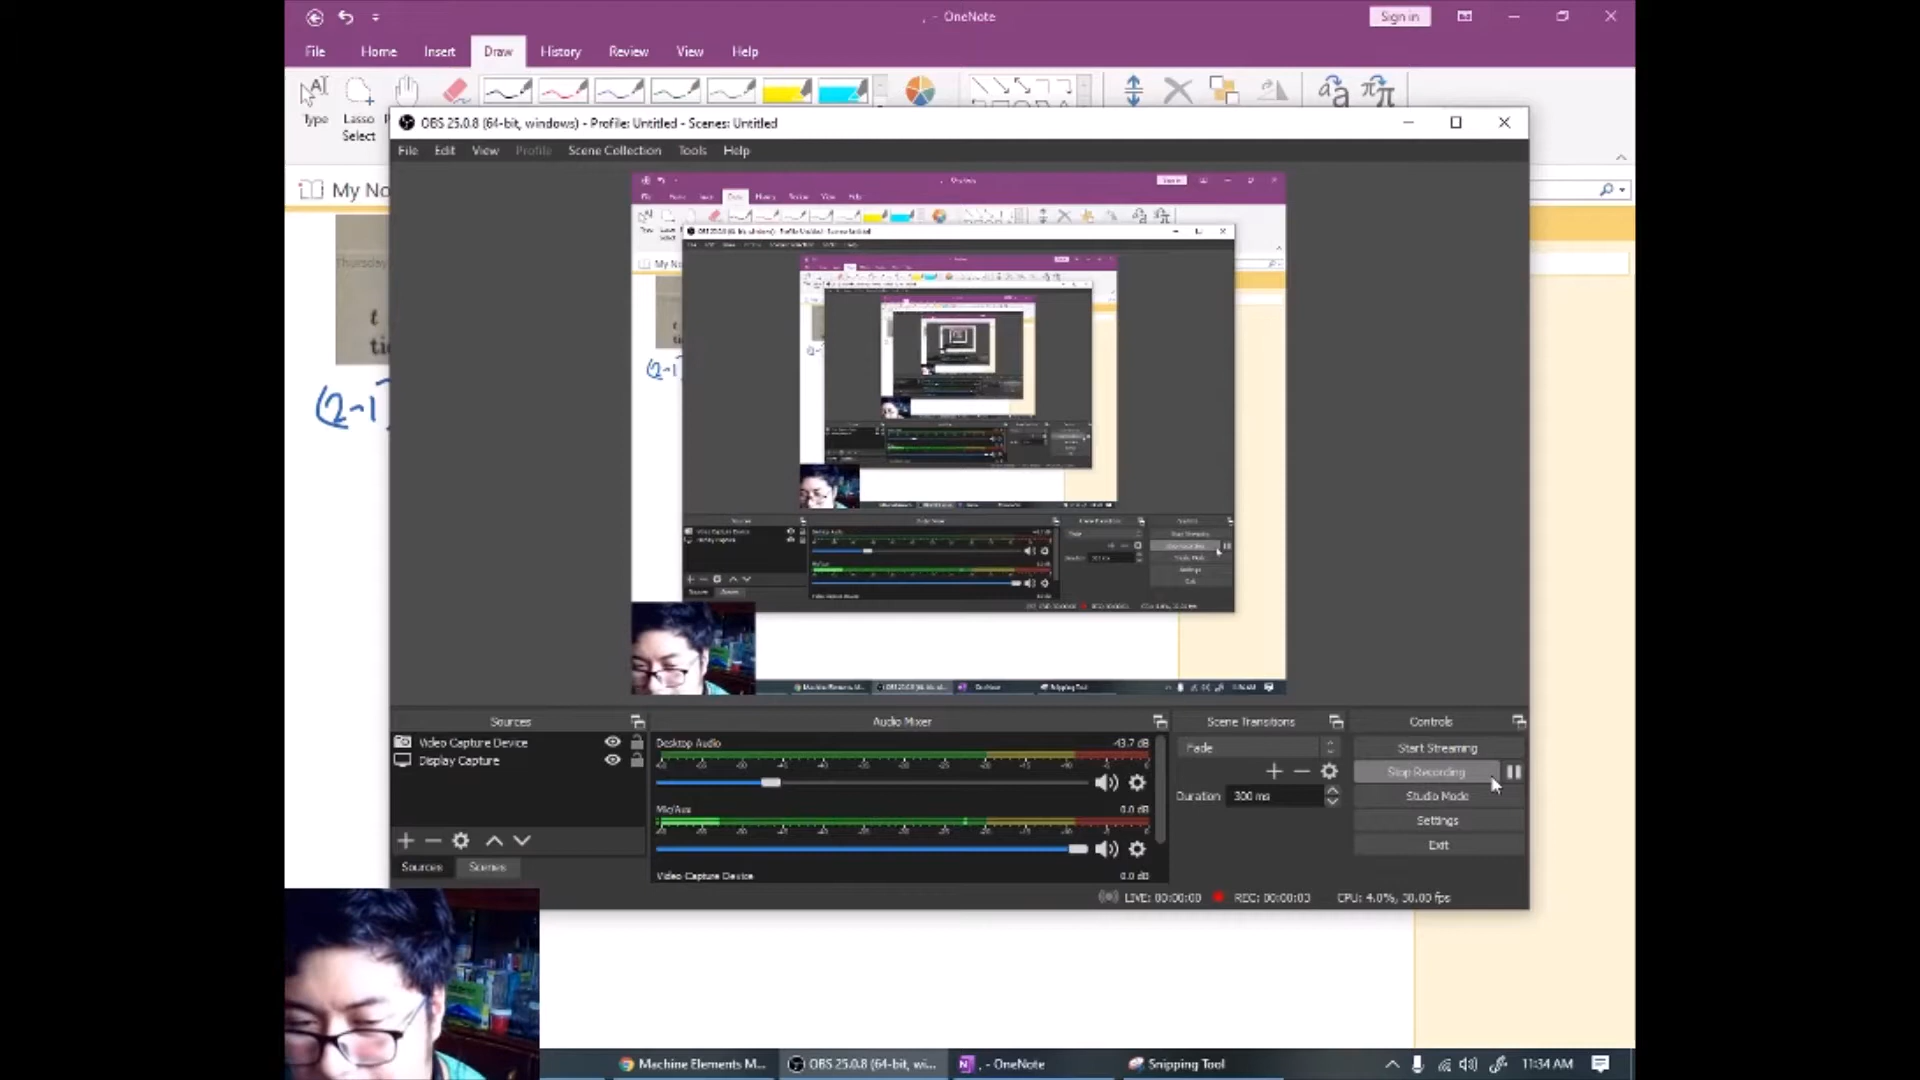 , - OneNote
Sign in
File Home Insert Draw History Review View Help
Type
Lasso
Select
OBS 25.0.8 (64-bit, windows) - Profile: Untitled - Scenes: Untitled
File Edit View Profile Scene Collection Tools Help
My No
Thursday
t
ti
(2-1)
Sources
Video Capture Device
Display Capture
Sources Scenes
Audio Mixer
Desktop Audio -43.7 dB
Mic/Aux 0.0 dB
Video Capture Device 0.0 dB
Scene Transitions
Fade
Duration 300 ms
Controls
Start Streaming
Stop Recording
Studio Mode
Settings
Exit
LIVE: 00:00:00 REC: 00:00:03 CPU: 4.0%, 30.00 fps
Machine Elements M... OBS 25.0.8 (64-bit, wi... , - OneNote Snipping Tool 11:34 AM